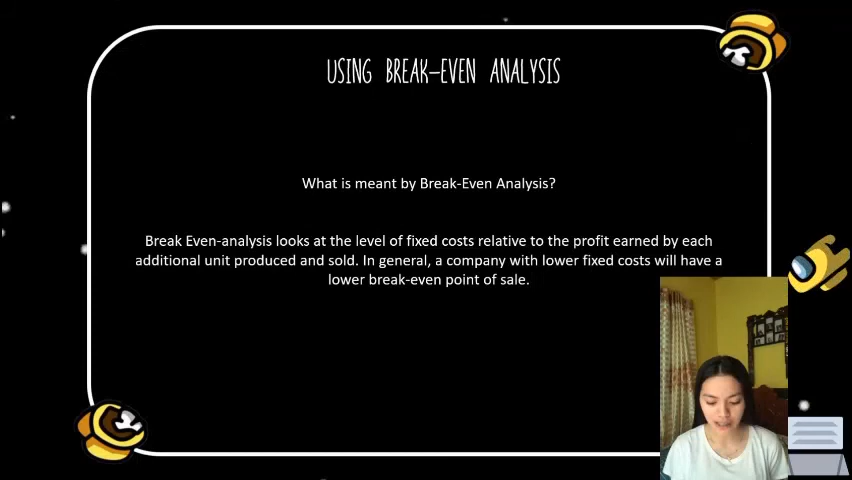 USING BREAK-EVEN ANALYSIS
What is meant by Break-Even Analysis?
Break Even-analysis looks at the level of fixed costs relative to the profit earned by each
additional unit produced and sold. In general, a company with lower fixed costs will have a
lower break-even point of sale.